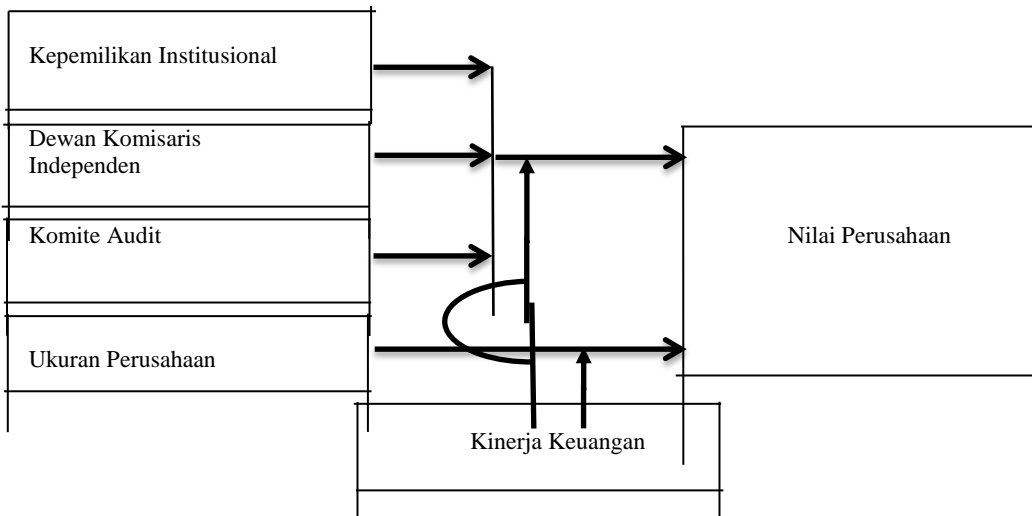 Kepemilikan Institusional
Dewan Komisaris
Independen
Komite Audit
Nilai Perusahaan
Ukuran Perusahaan
Kinerja Keuangan